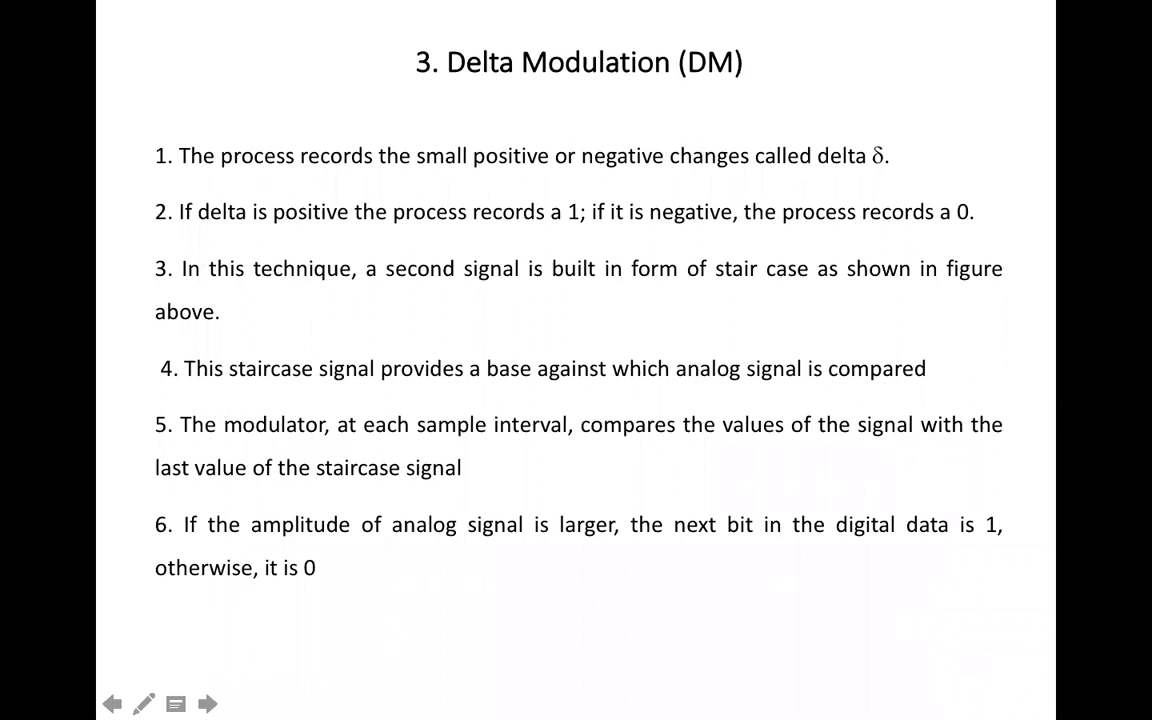 3. Delta Modulation (DM)
1. The process records the small positive or negative changes called delta δ.
2. If delta is positive the process records a 1; if it is negative, the process records a 0.
3. In this technique, a second signal is built in form of stair case as shown in figure
above.
4. This staircase signal provides a base against which analog signal is compared
5. The modulator, at each sample interval, compares the values of the signal with the
last value of the staircase signal
6. If the amplitude of analog signal is larger, the next bit in the digital data is 1,
otherwise, it is 0